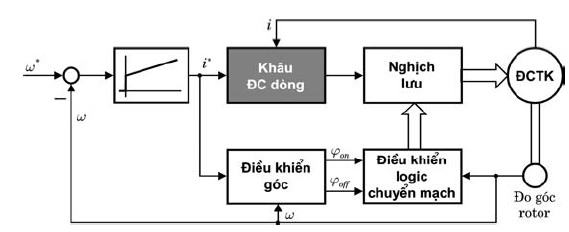 i
ω*
i*
Khâu
ĐC dòng
Nghịch
lưu
ĐCTK
ω
Điều khiển
góc
φon
φoff
Điều khiển
logic
chuyển mạch
Đo góc
rotor
ω